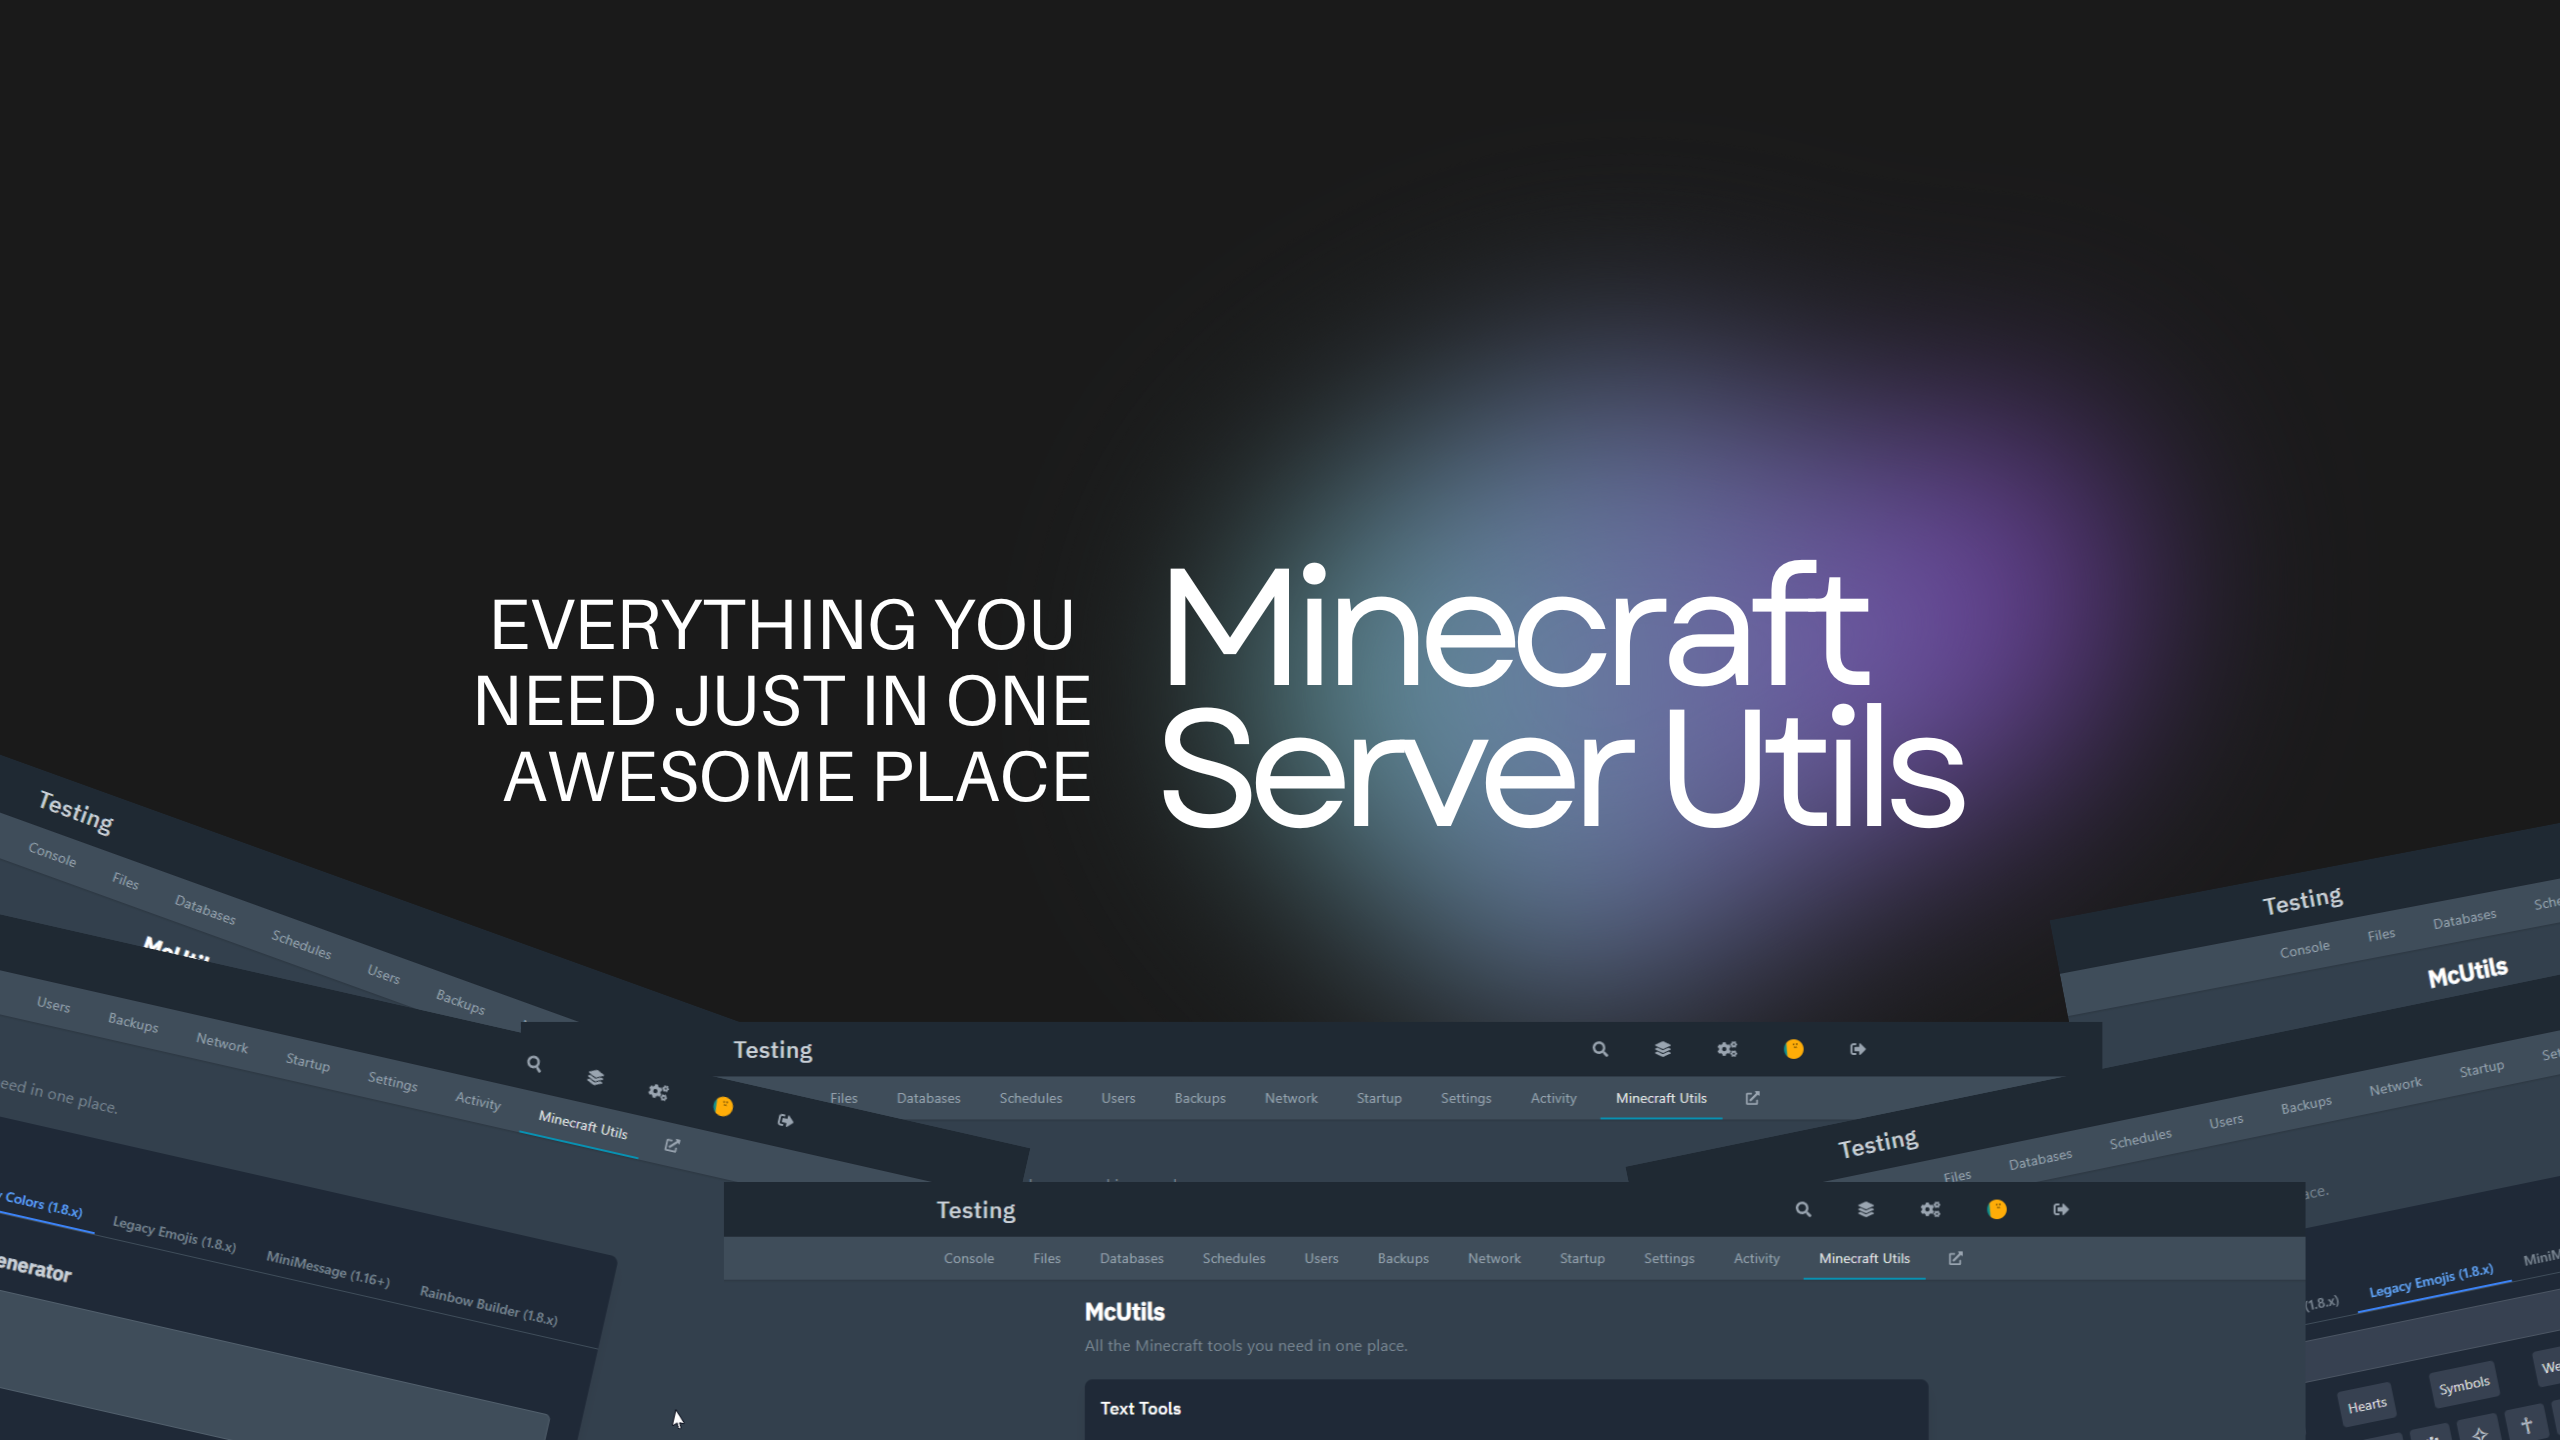 EVERYTHING YOU
NEED JUST IN ONE
AWESOME PLACE
Minecraft
Server Utils
Testing
Console Files Databases Schedules Users Backups
Users Backups Network Startup Settings Activity Minecraft Utils
need in one place.
Colors (1.8.x) Legacy Emojis (1.8.x) MiniMessage (1.16+) Rainbow Builder (1.8.x)
Testing
Files Databases Schedules Users Backups Network Startup Settings Activity Minecraft Utils
Testing
Console Files Databases
McUtils
Testing
Files Databases Schedules Users Backups Network Startup
(1.8.x) Legacy Emojis (1.8.x)
Hearts Symbols
Testing
Console Files Databases Schedules Users Backups Network Startup Settings Activity Minecraft Utils
McUtils
All the Minecraft tools you need in one place.
Text Tools